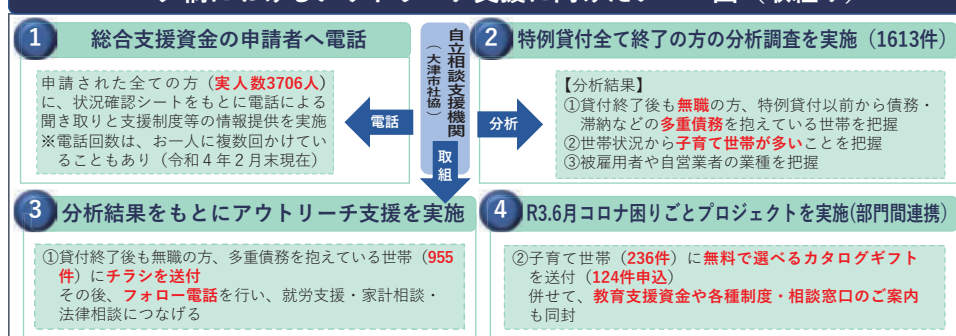 1 総合支援資金の申請者へ電話
申請された全ての方（実人数3706人）
に、状況確認シートをもとに電話による
聞き取りと支援制度等の情報提供を実施
※電話回数は、お一人に複数回かけてい
ることもあり（令和４年２月末現在）
自立相談支援機関
（大津市社協）
電話
分析
取組
2 特例貸付全て終了の方の分析調査を実施（1613件）
【分析結果】
①貸付終了後も無職の方、特例貸付以前から債務・
滞納などの多重債務を抱えている世帯を把握
②世帯状況から子育て世帯が多いことを把握
③被雇用者や自営業者の業種を把握
3 分析結果をもとにアウトリーチ支援を実施
①貸付終了後も無職の方、多重債務を抱えている世帯（955
件）にチラシを送付
その後、フォロー電話を行い、就労支援・家計相談・
法律相談につなげる
4 R3.6月コロナ困りごとプロジェクトを実施(部門間連携)
②子育て世帯（236件）に無料で選べるカタログギフト
を送付（124件申込）
併せて、教育支援資金や各種制度・相談窓口のご案内
も同封